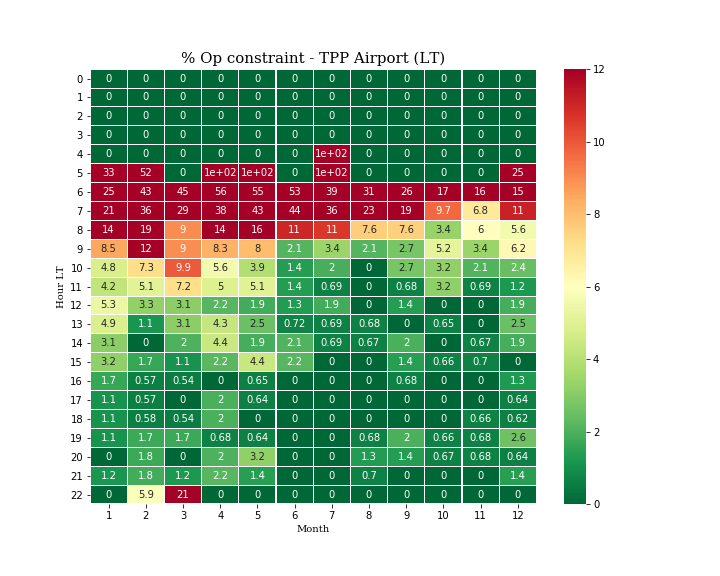 % Op constraint - TPP Airport (LT)
0 0 0 0 0 0 0 0 0 0 0 0 0
1 0 0 0 0 0 0 0 0 0 0 0 0
2 0 0 0 0 0 0 0 0 0 0 0 0
3 0 0 0 0 0 0 0 0 0 0 0 0
4 0 0 0 0 0 0 1e+02 0 0 0 0 0
5 33 52 0 1e+02 1e+02 0 1e+02 0 0 0 0 25
6 25 43 45 56 55 53 39 31 26 17 16 15
7 21 36 29 38 43 44 36 23 19 9.7 6.8 11
8 14 19 9 14 16 11 11 7.6 7.6 3.4 6 5.6
9 8.5 12 9 8.3 8 2.1 3.4 2.1 2.7 5.2 3.4 6.2
10 4.8 7.3 9.9 5.6 3.9 1.4 2 0 2.7 3.2 2.1 2.4
11 4.2 5.1 7.2 5 5.1 1.4 0.69 0 0.68 3.2 0.69 1.2
12 5.3 3.3 3.1 2.2 1.9 1.3 1.9 0 1.4 0 0 1.9
13 4.9 1.1 3.1 4.3 2.5 0.72 0.69 0.68 0 0.65 0 2.5
14 3.1 0 2 4.4 1.9 2.1 0.69 0.67 2 0 0.67 1.9
15 3.2 1.7 1.1 2.2 4.4 2.2 0 0 1.4 0.66 0.7 0
16 1.7 0.57 0.54 0 0.65 0 0 0 0.68 0 0 1.3
17 1.1 0.57 0 2 0.64 0 0 0 0 0 0 0.64
18 1.1 0.58 0.54 2 0 0 0 0 0 0 0.66 0.62
19 1.1 1.7 1.7 0.68 0.64 0 0 0.68 2 0.66 0.68 2.6
20 0 1.8 0 2 3.2 0 0 1.3 1.4 0.67 0.68 0.64
21 1.2 1.8 1.2 2.2 1.4 0 0 0.7 0 0 0 1.4
22 0 5.9 21 0 0 0 0 0 0 0 0 0
1 2 3 4 5 6 7 8 9 10 11 12
Month
Hour LT
12
10
8
6
4
2
0